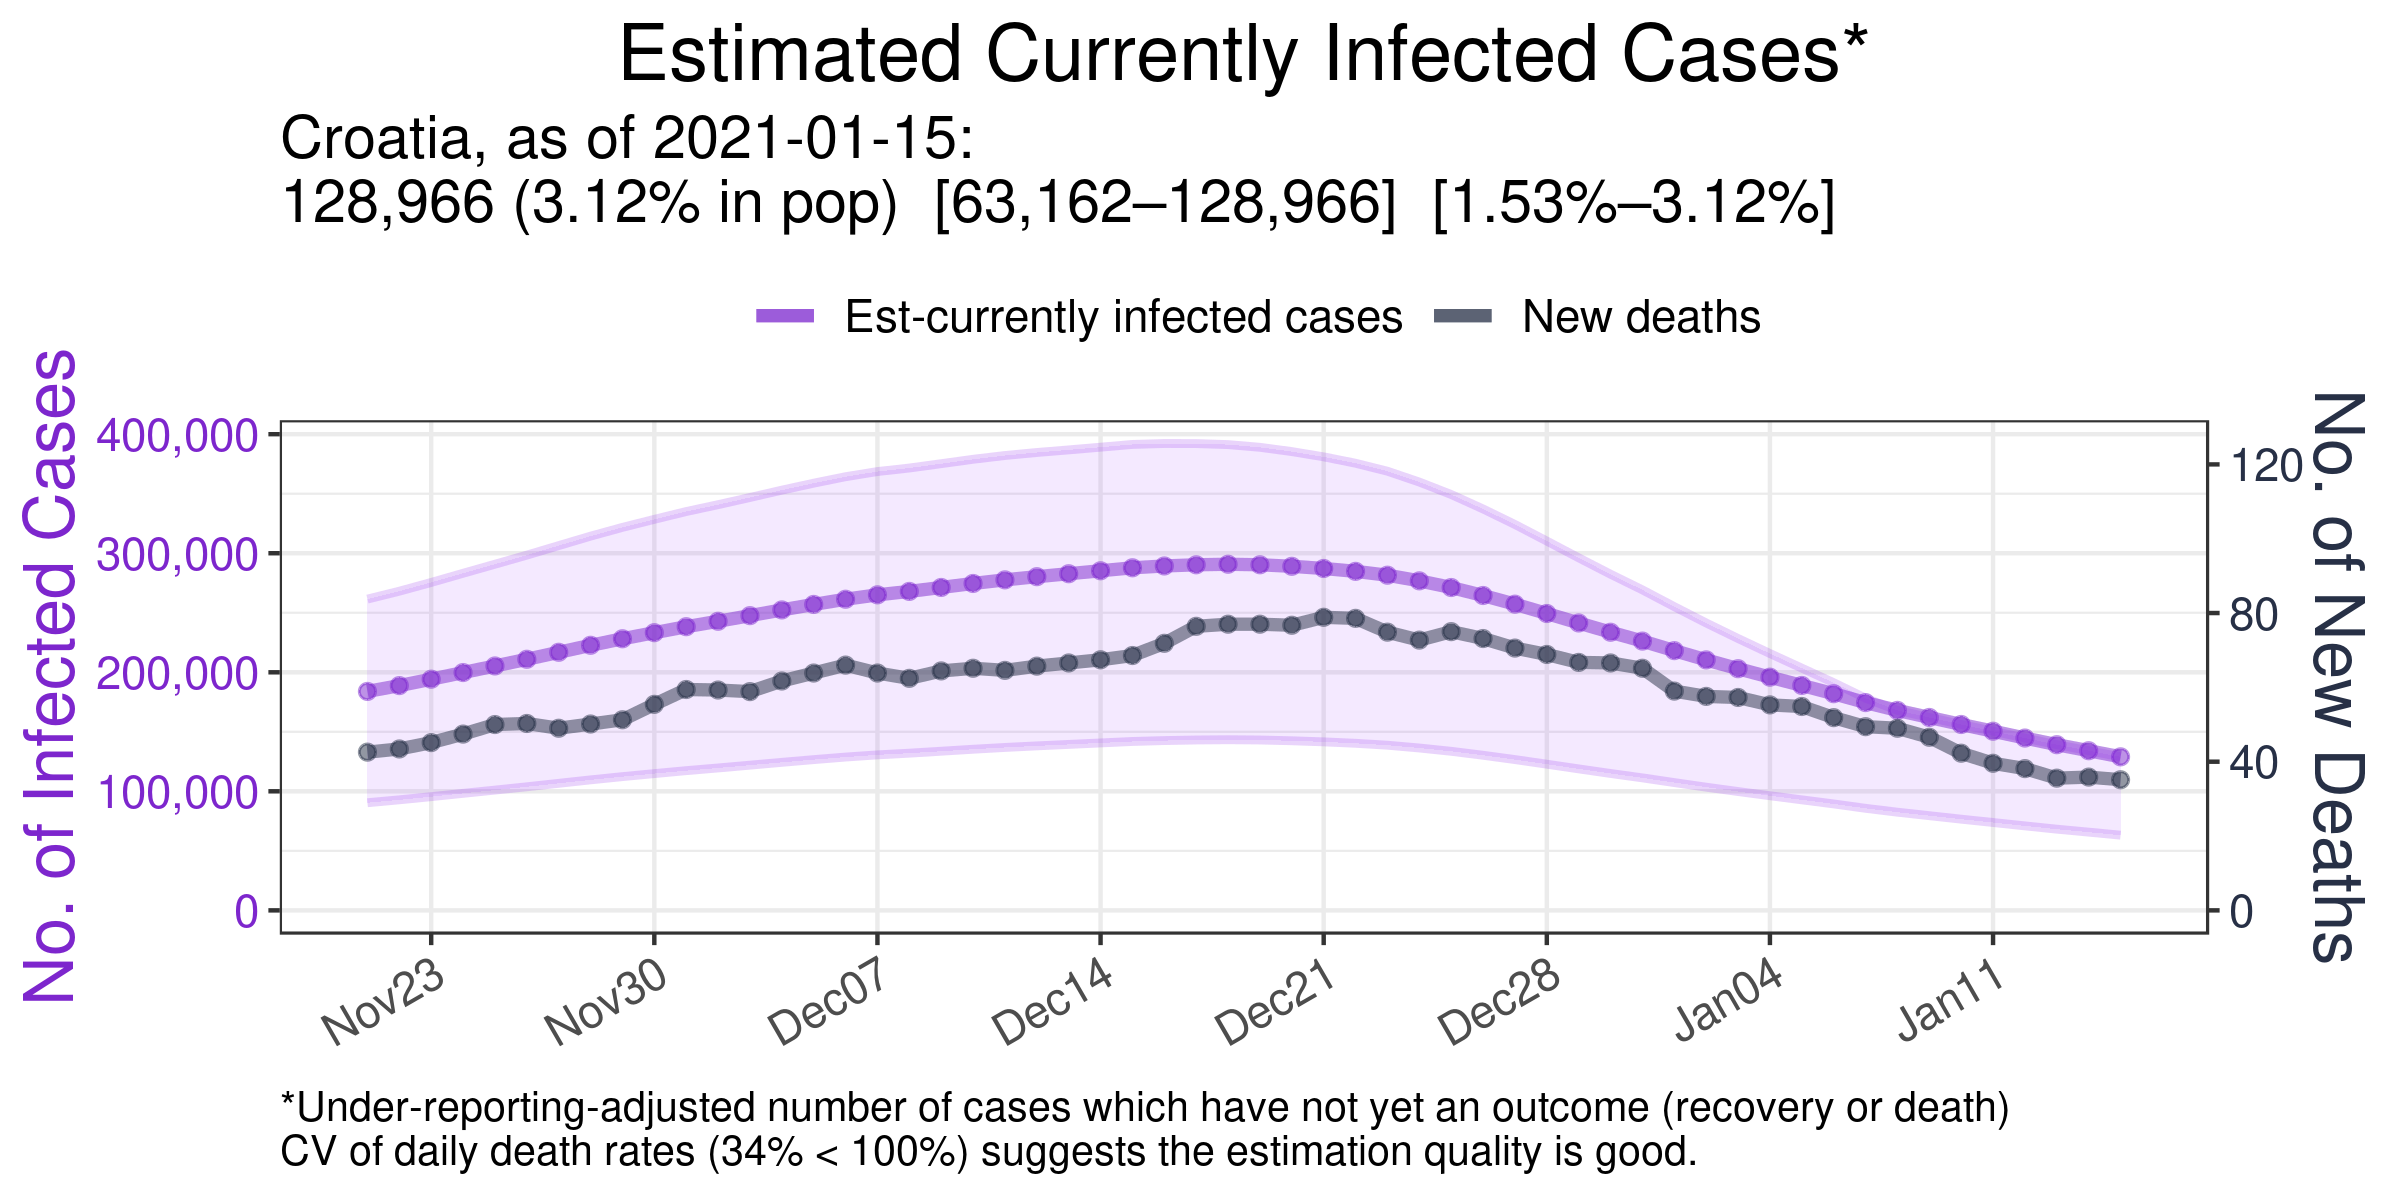 Estimated Currently Infected Cases*
Croatia, as of 2021-01-15:
128,966 (3.12% in pop) [63,162–128,966] [1.53%–3.12%]
Est-currently infected cases
New deaths
No. of Infected Cases
400,000
300,000
200,000
100,000
0
120
80
40
0
No. of New Deaths
Nov23
Nov30
Dec07
Dec14
Dec21
Dec28
Jan04
Jan11
*Under-reporting-adjusted number of cases which have not yet an outcome (recovery or death)
CV of daily death rates (34% < 100%) suggests the estimation quality is good.